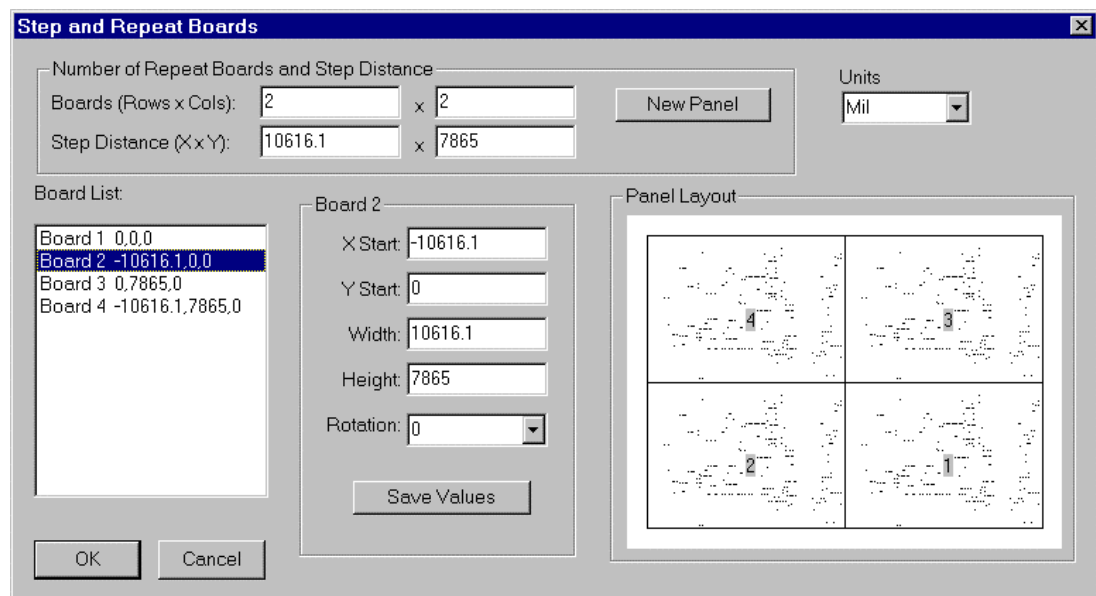 Step and Repeat Boards
Number of Repeat Boards and Step Distance
Boards (Rows x Cols): 2 x 2
Step Distance (X x Y): 10616.1 x 7865
New Panel
Units
Mil
Board List:
Board 1 0,0,0
Board 2 -10616.1,0,0
Board 3 0,7865,0
Board 4 -10616.1,7865,0
Board 2
X Start: -10616.1
Y Start: 0
Width: 10616.1
Height: 7865
Rotation: 0
Save Values
Panel Layout
4 3
2 1
OK Cancel